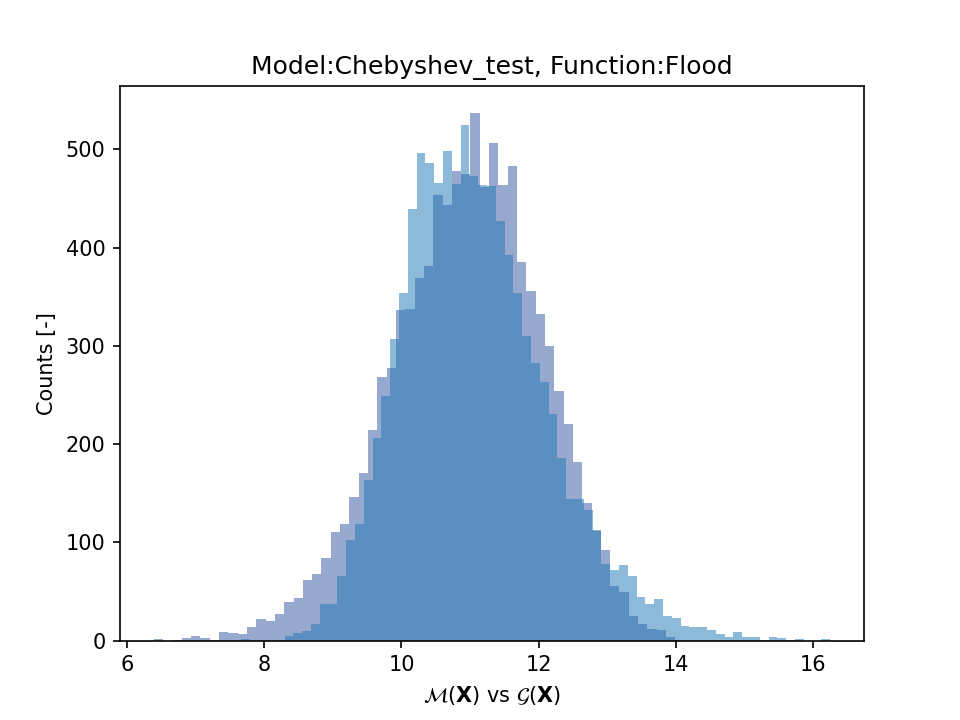 Model:Chebyshev_test, Function:Flood
500
400
300
200
100
0
Counts [-]
6 8 10 12 14 16
ℳ(𝐗) vs 𝒢(𝐗)